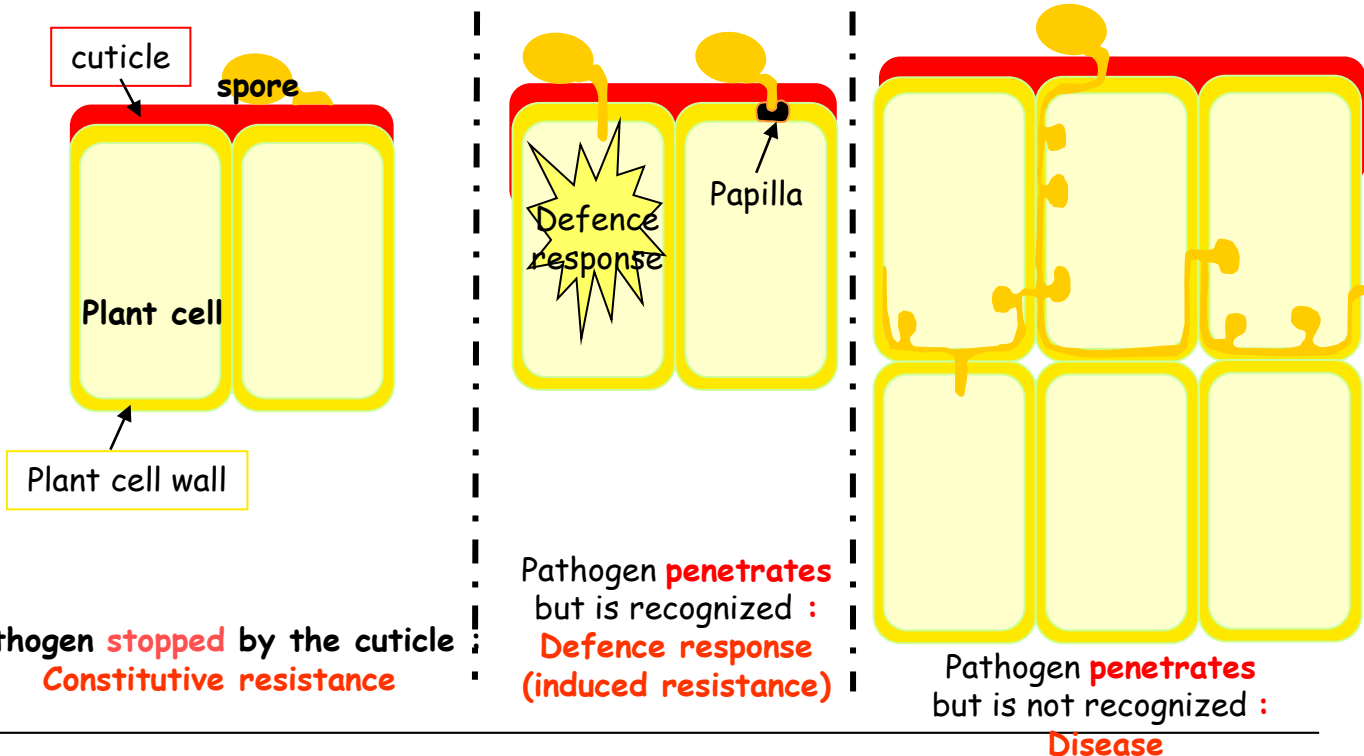 cuticle
spore
Plant cell
Plant cell wall
thogen stopped by the cuticle :
Constitutive resistance
Defence
response
Papilla
Pathogen penetrates
but is recognized :
Defence response
(induced resistance)
Pathogen penetrates
but is not recognized :
Disease